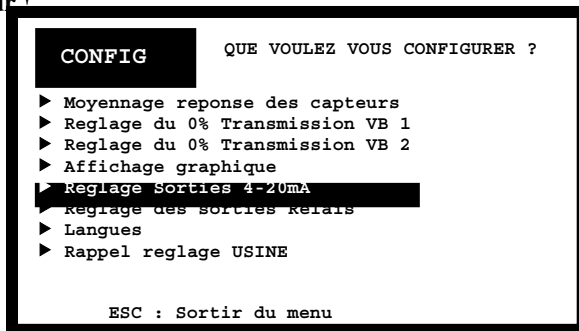 CONFIG
QUE VOULEZ VOUS CONFIGURER ?
Moyennage reponse des capteurs
Reglage du 0% Transmission VB 1
Reglage du 0% Transmission VB 2
Affichage graphique
Reglage Sorties 4-20mA
Reglage des sorties Relais
Langues
Rappel reglage USINE
ESC : Sortir du menu